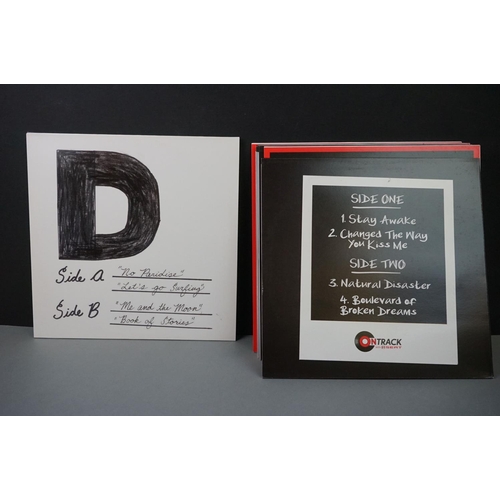 D
Side A "No Paridise"
"Let's go Surfing"
Side B "Me and the Moon"
"Book of Stories"
SIDE ONE
1. Stay Awake
2. Changed The Way
You Kiss Me
SIDE TWO
3. Natural Disaster
4. Boulevard of
Broken Dreams
ONTRACK